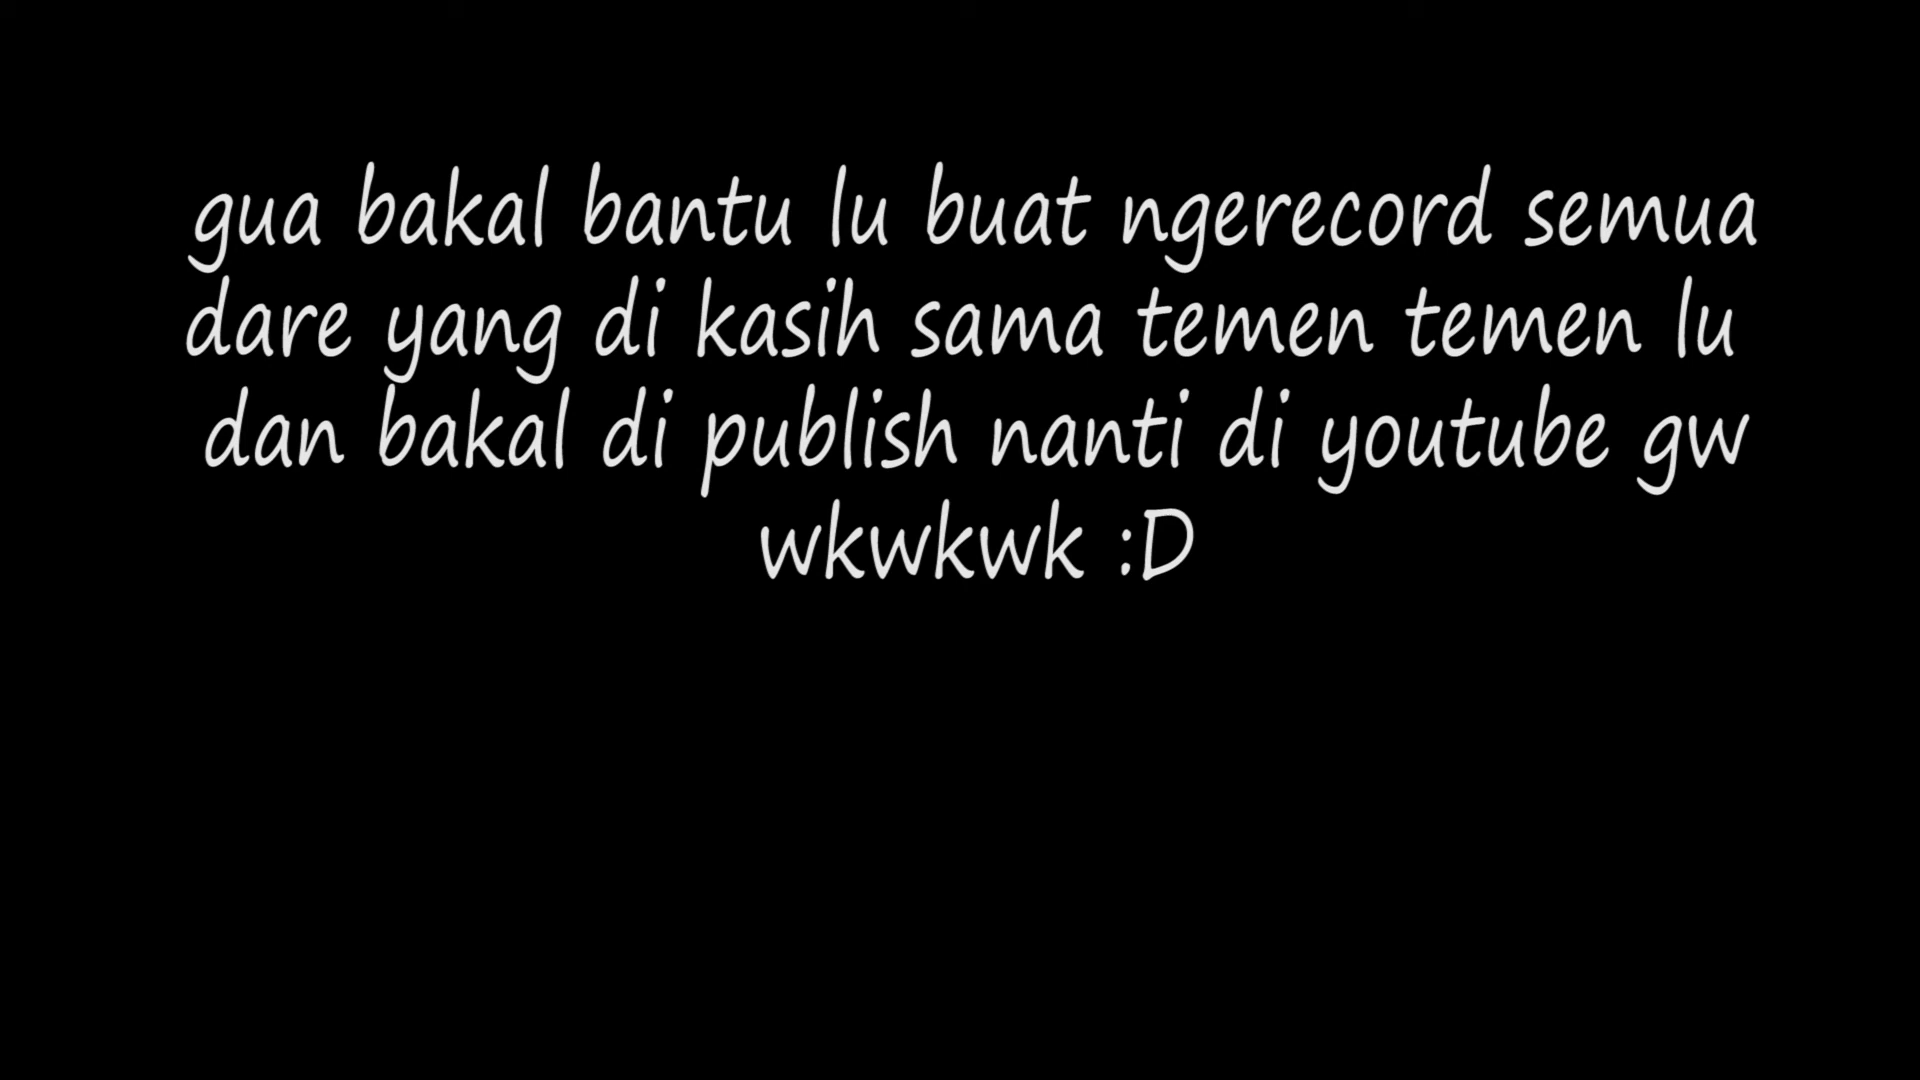 gua bakal bantu lu buat ngerecord semua
dare yang di kasih sama temen temen lu
dan bakal di publish nanti di youtube gw
wkwkwk :D